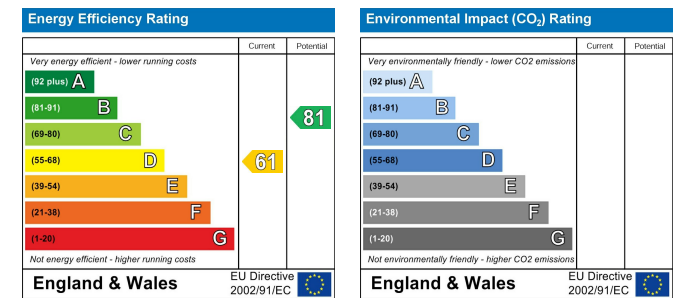 Energy Efficiency Rating
Current Potential
Very energy efficient - lower running costs
(92 plus) A
(81-91) B
81
(69-80) C
(55-68) D
61
(39-54) E
(21-38) F
(1-20) G
Not energy efficient - higher running costs
England & Wales
EU Directive
2002/91/EC
Environmental Impact (CO2) Rating
Current Potential
Very environmentally friendly - lower CO2 emissions
(92 plus) A
(81-91) B
(69-80) C
(55-68) D
(39-54) E
(21-38) F
(1-20) G
Not environmentally friendly - higher CO2 emissions
England & Wales
EU Directive
2002/91/EC